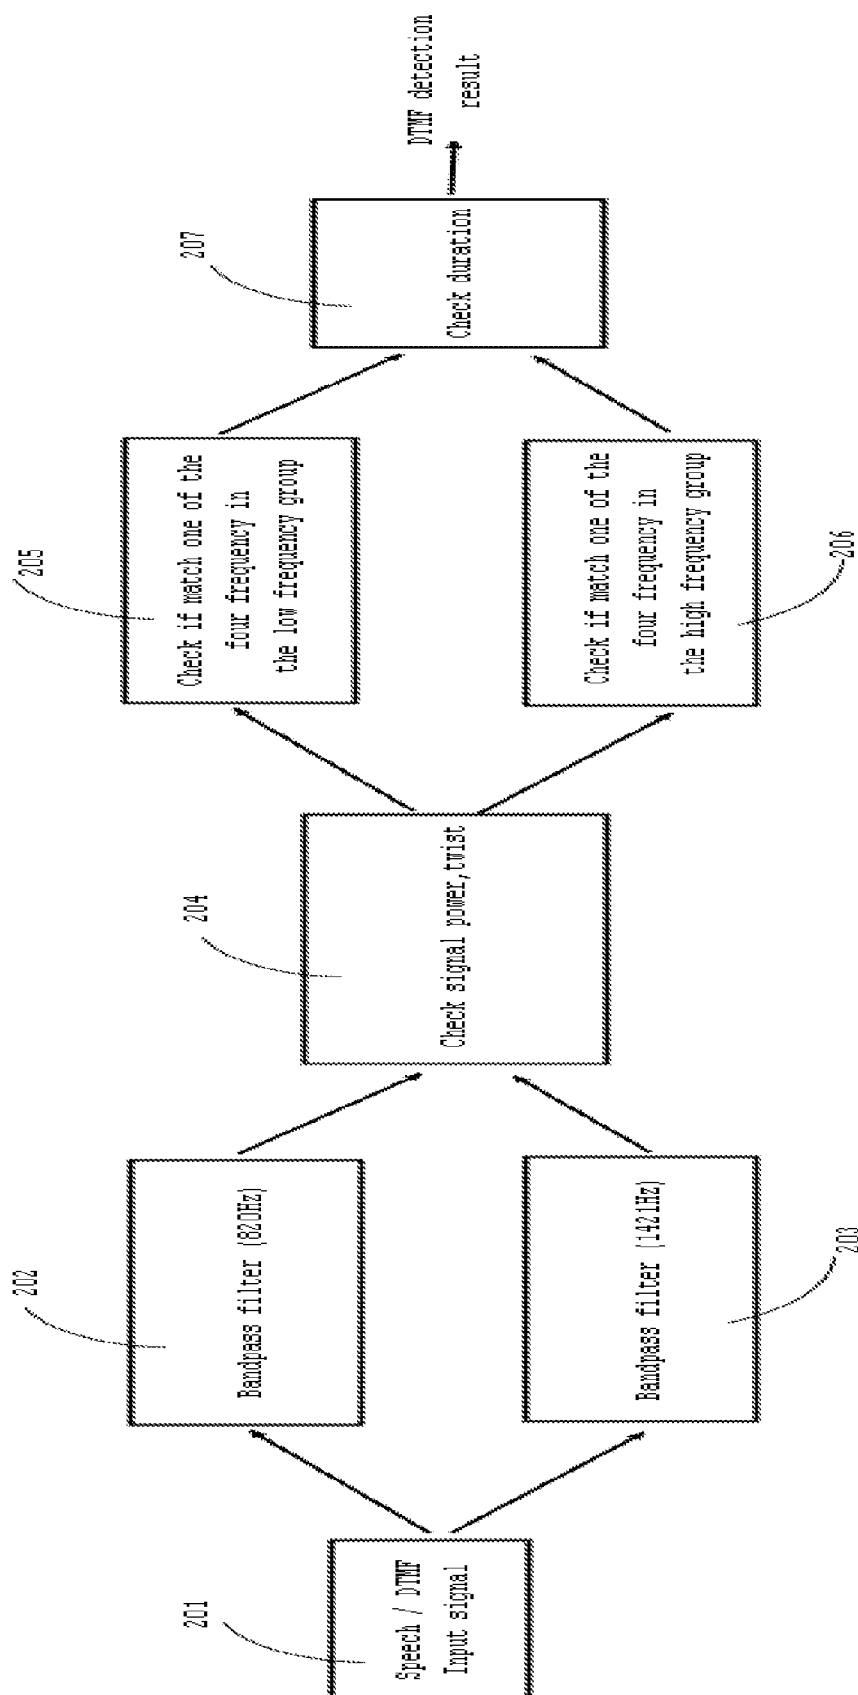 201
Speech / DTMF
Input signal
202
Bandpass filter (820Hz)
203
Bandpass filter (1421Hz)
204
Check signal power,twist
205
Check if match one of the
four frequency in
the low frequency group
206
Check if match one of the
four frequency in
the high frequency group
207
Check duration
DTMF detection
result